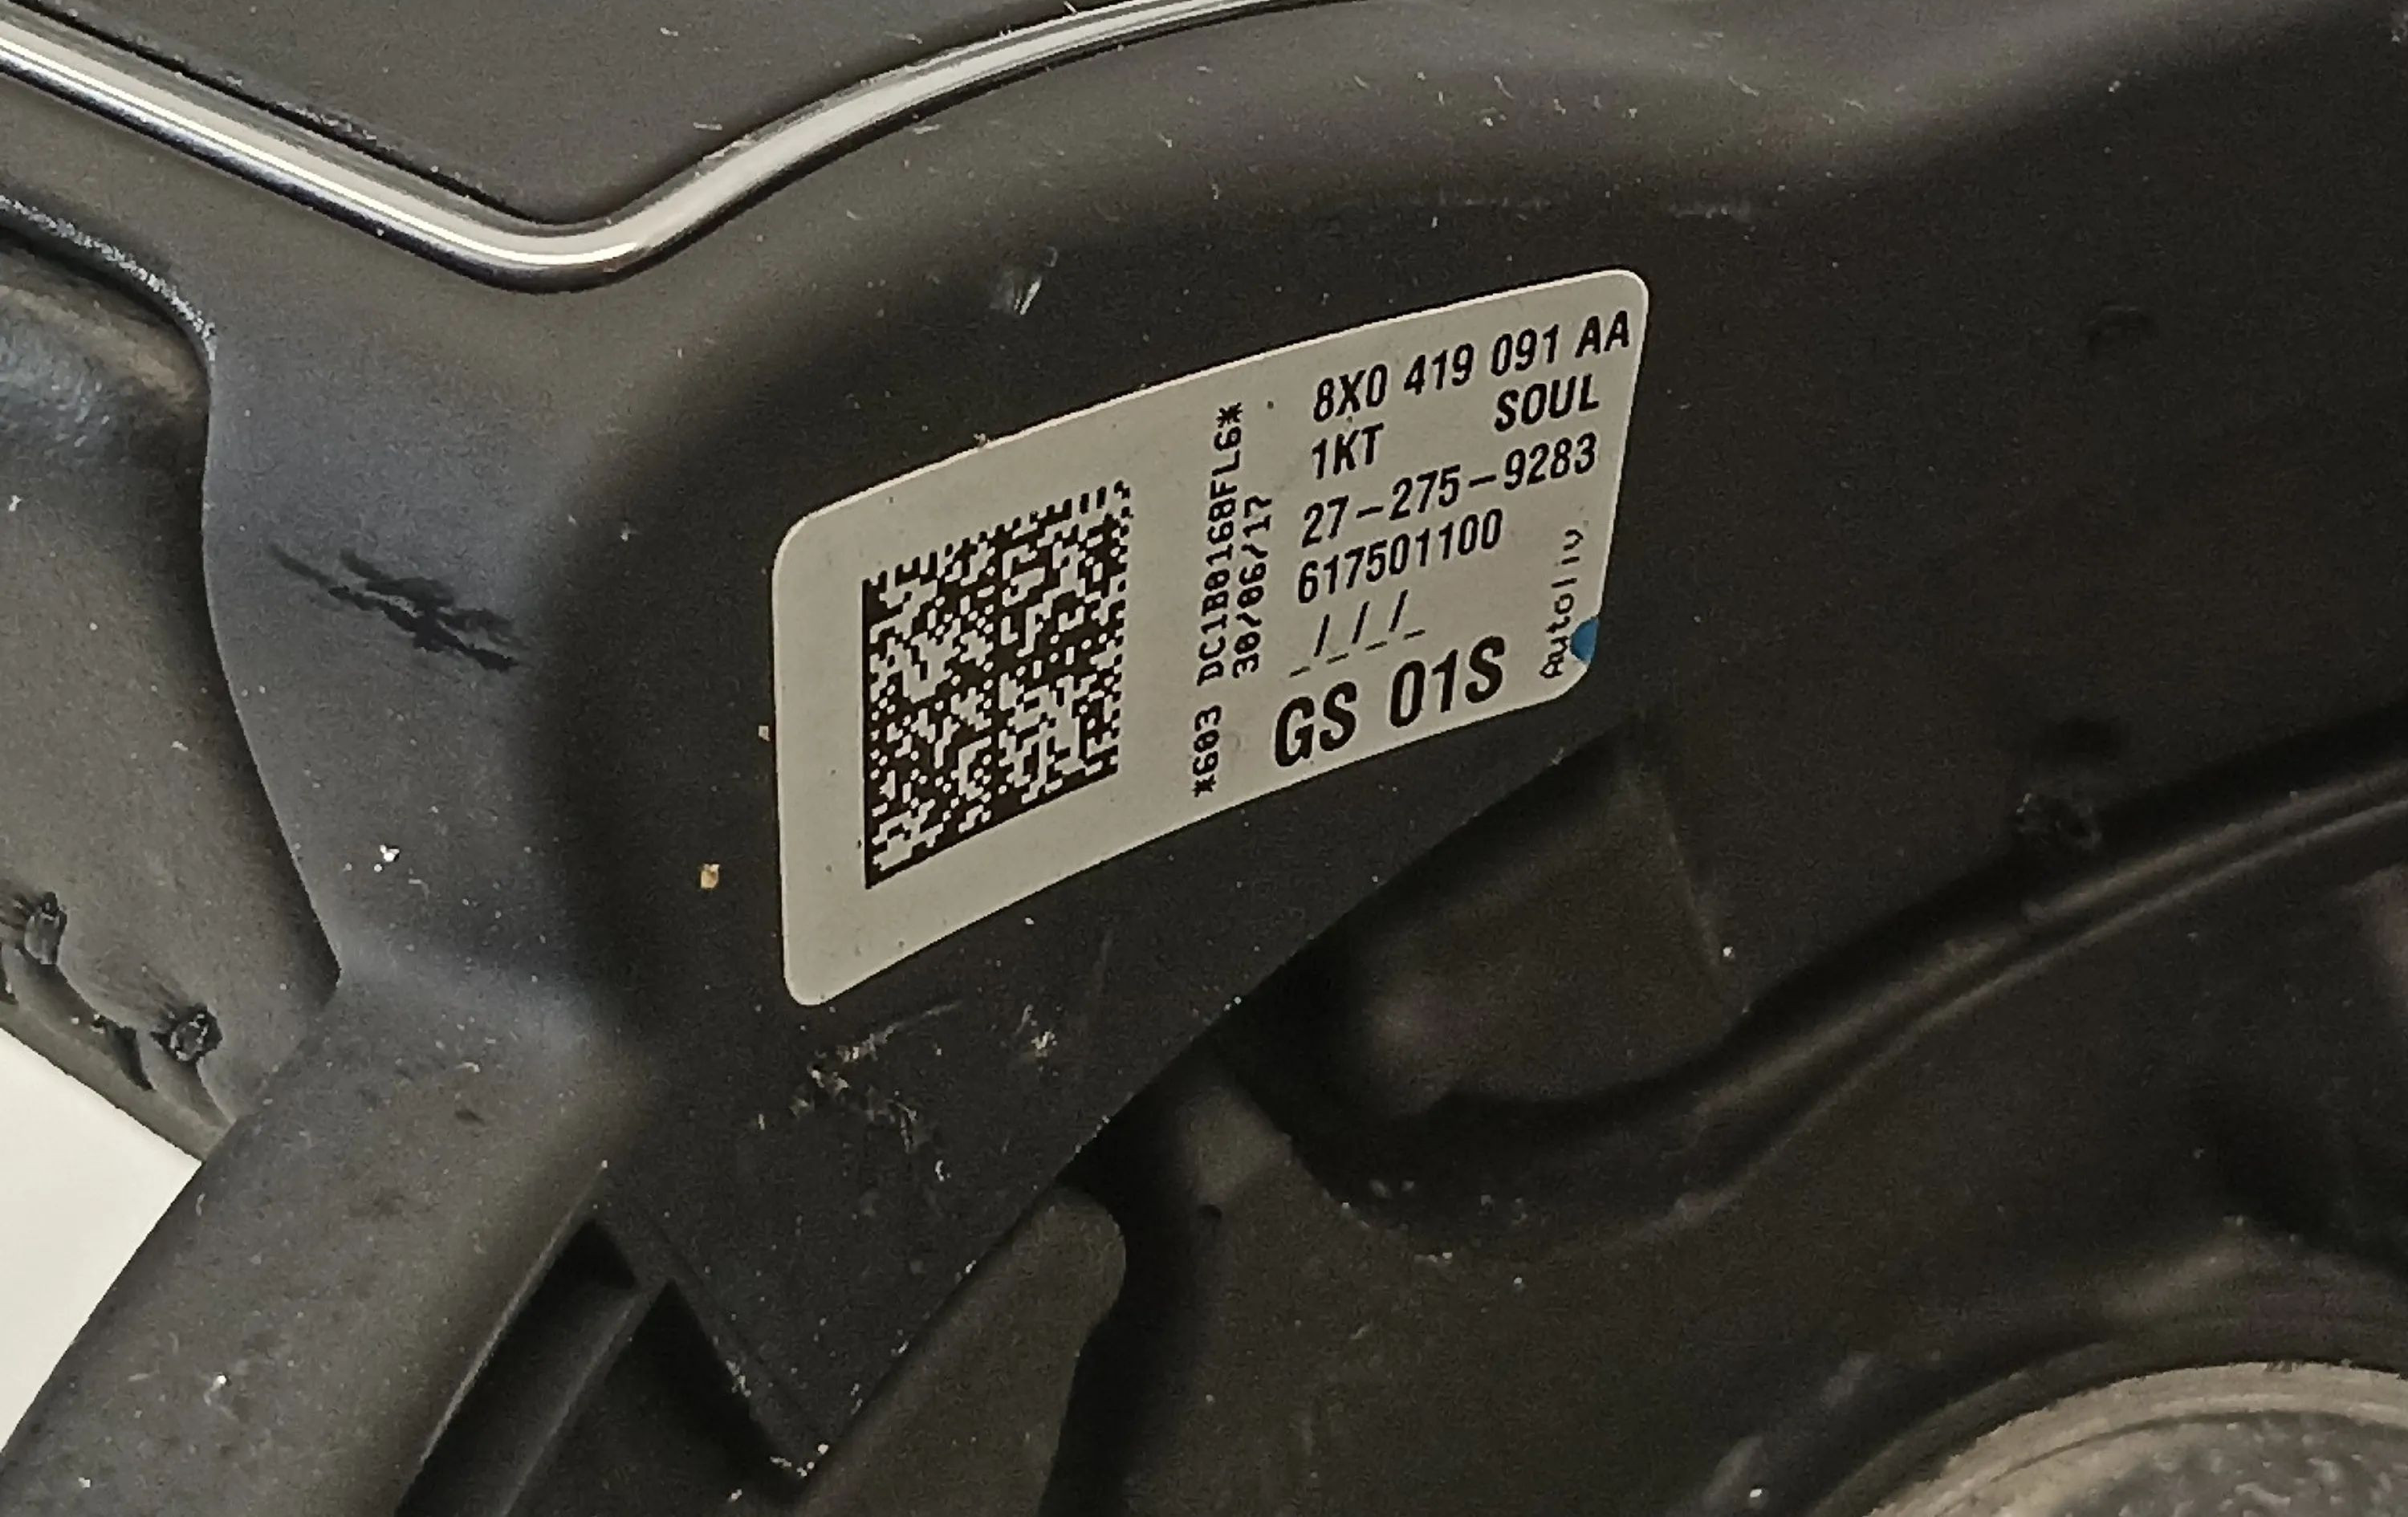 8X0 419 091 AA
1KT SOUL
27-275-9283
617501100
_/_/_/_
GS 01S
*603 DC1B0168FL6*
30/06/17
Autoliv